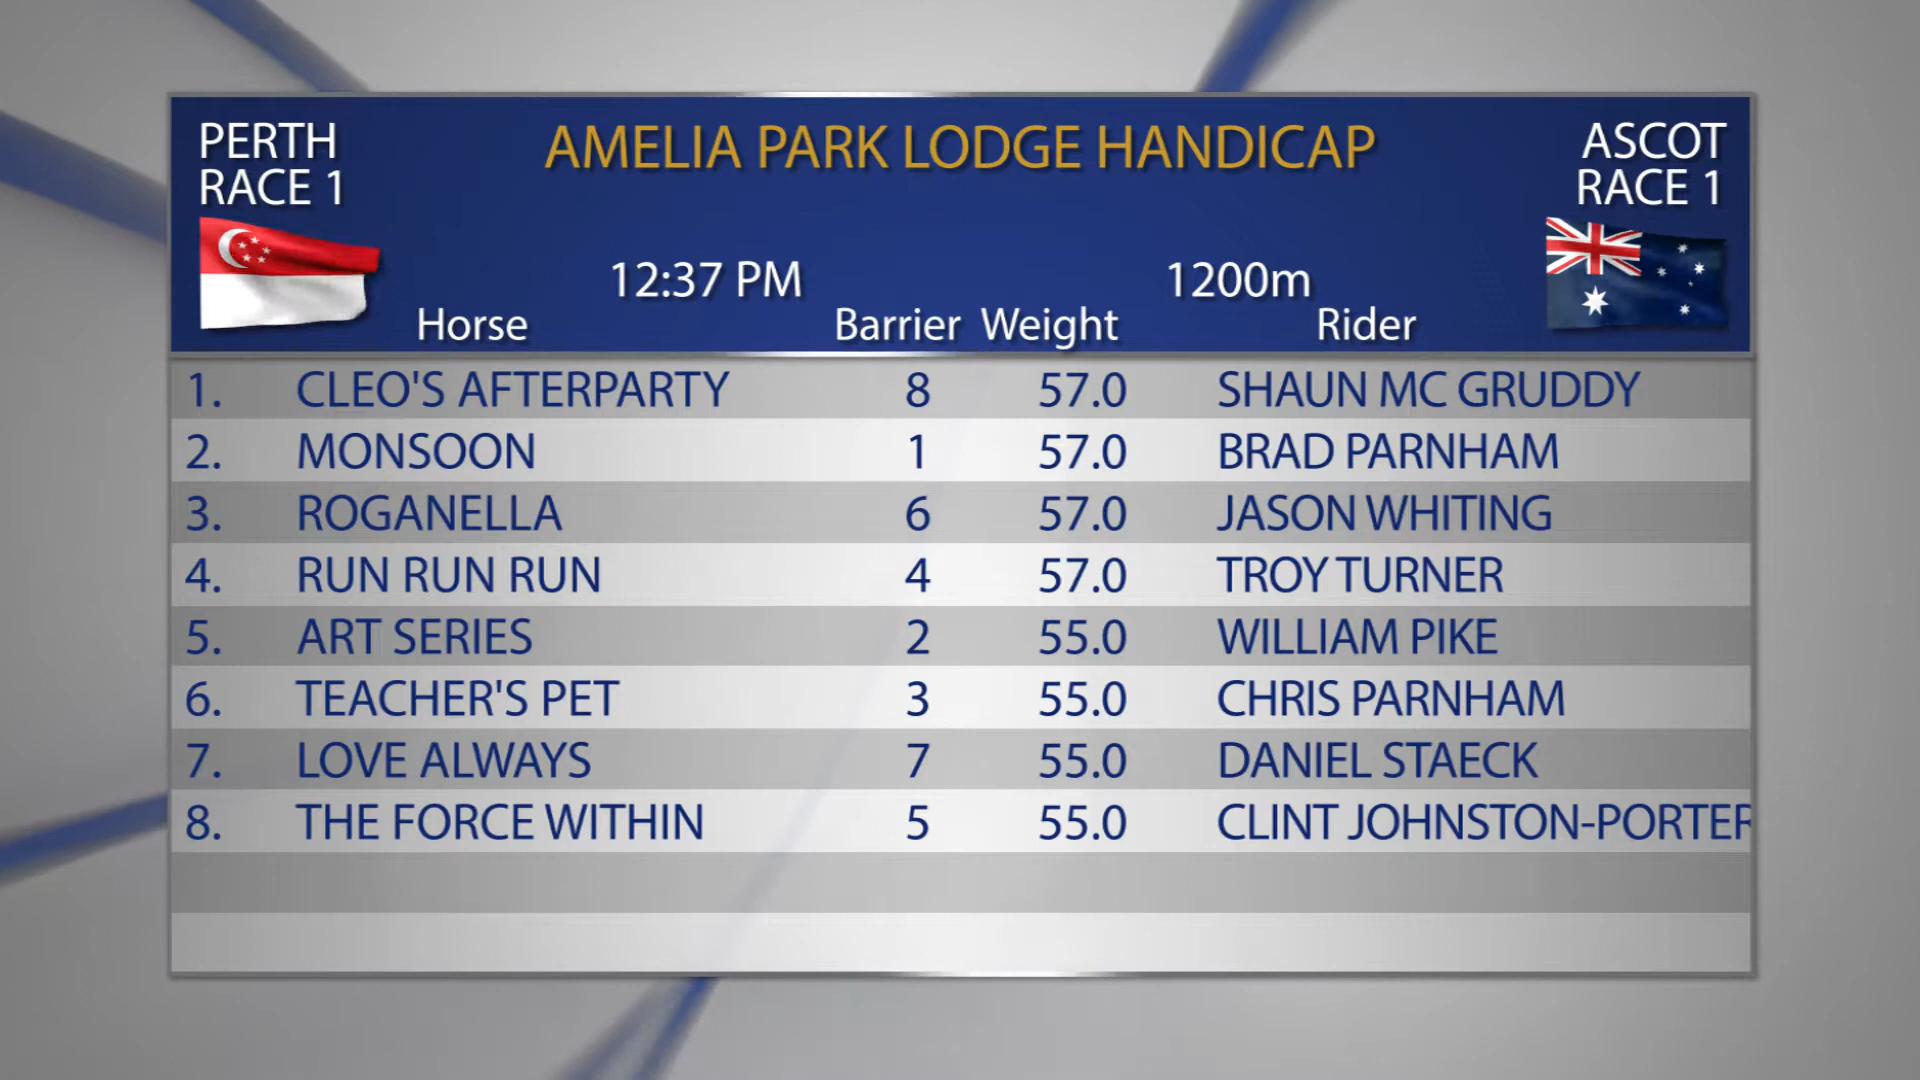 PERTH
RACE 1
AMELIA PARK LODGE HANDICAP
ASCOT
RACE 1
12:37 PM 1200m
Horse Barrier Weight Rider
1. CLEO'S AFTERPARTY 8 57.0 SHAUN MC GRUDDY
2. MONSOON 1 57.0 BRAD PARNHAM
3. ROGANELLA 6 57.0 JASON WHITING
4. RUN RUN RUN 4 57.0 TROY TURNER
5. ART SERIES 2 55.0 WILLIAM PIKE
6. TEACHER'S PET 3 55.0 CHRIS PARNHAM
7. LOVE ALWAYS 7 55.0 DANIEL STAECK
8. THE FORCE WITHIN 5 55.0 CLINT JOHNSTON-PORTER